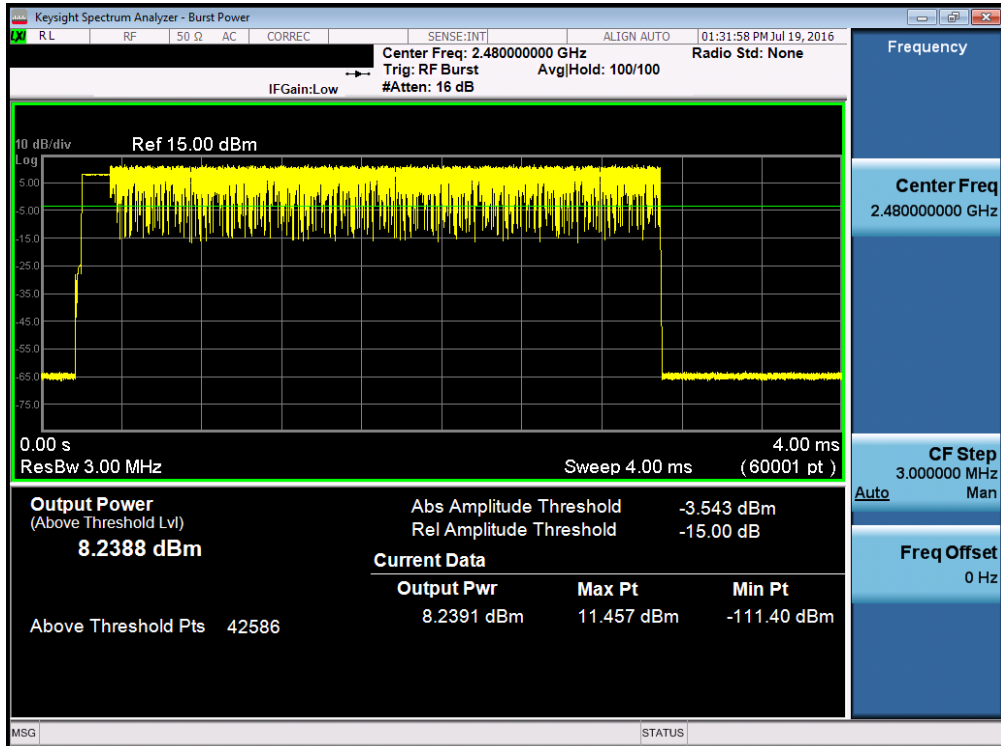 Keysight Spectrum Analyzer - Burst Power
LXI RL RF 50 Ω AC CORREC SENSE:INT ALIGN AUTO 01:31:58 PM Jul 19, 2016
Center Freq: 2.480000000 GHz Radio Std: None
Trig: RF Burst Avg|Hold: 100/100
IFGain:Low #Atten: 16 dB
10 dB/div Ref 15.00 dBm
Log
5.00
-5.00
-15.0
-25.0
-35.0
-45.0
-55.0
-65.0
-75.0
0.00 s 4.00 ms
ResBw 3.00 MHz Sweep 4.00 ms (60001 pt)
Output Power
(Above Threshold Lvl)
8.2388 dBm
Above Threshold Pts 42586
Abs Amplitude Threshold -3.543 dBm
Rel Amplitude Threshold -15.00 dB
Current Data
Output Pwr Max Pt Min Pt
8.2391 dBm 11.457 dBm -111.40 dBm
Frequency
Center Freq
2.480000000 GHz
CF Step
3.000000 MHz
Auto Man
Freq Offset
0 Hz
MSG STATUS